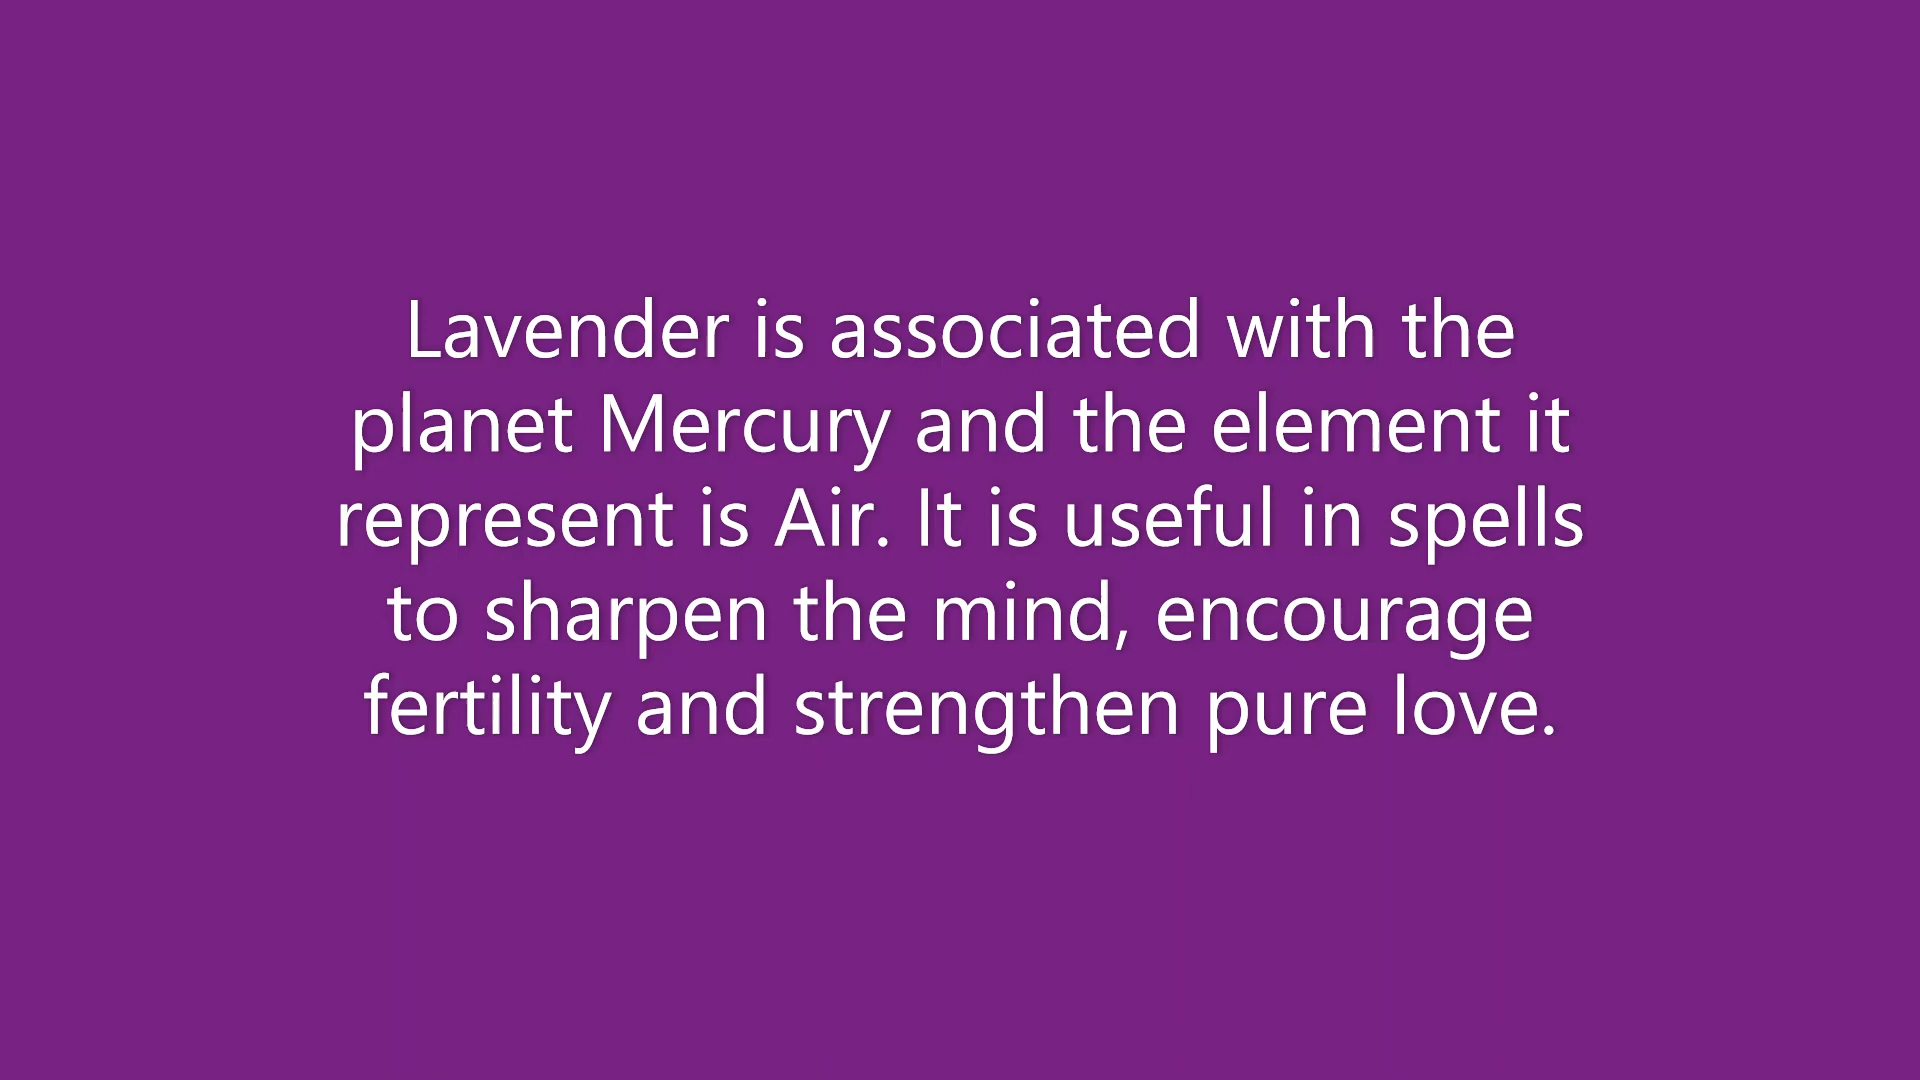 Lavender is associated with the
planet Mercury and the element it
represent is Air. It is useful in spells
to sharpen the mind, encourage
fertility and strengthen pure love.